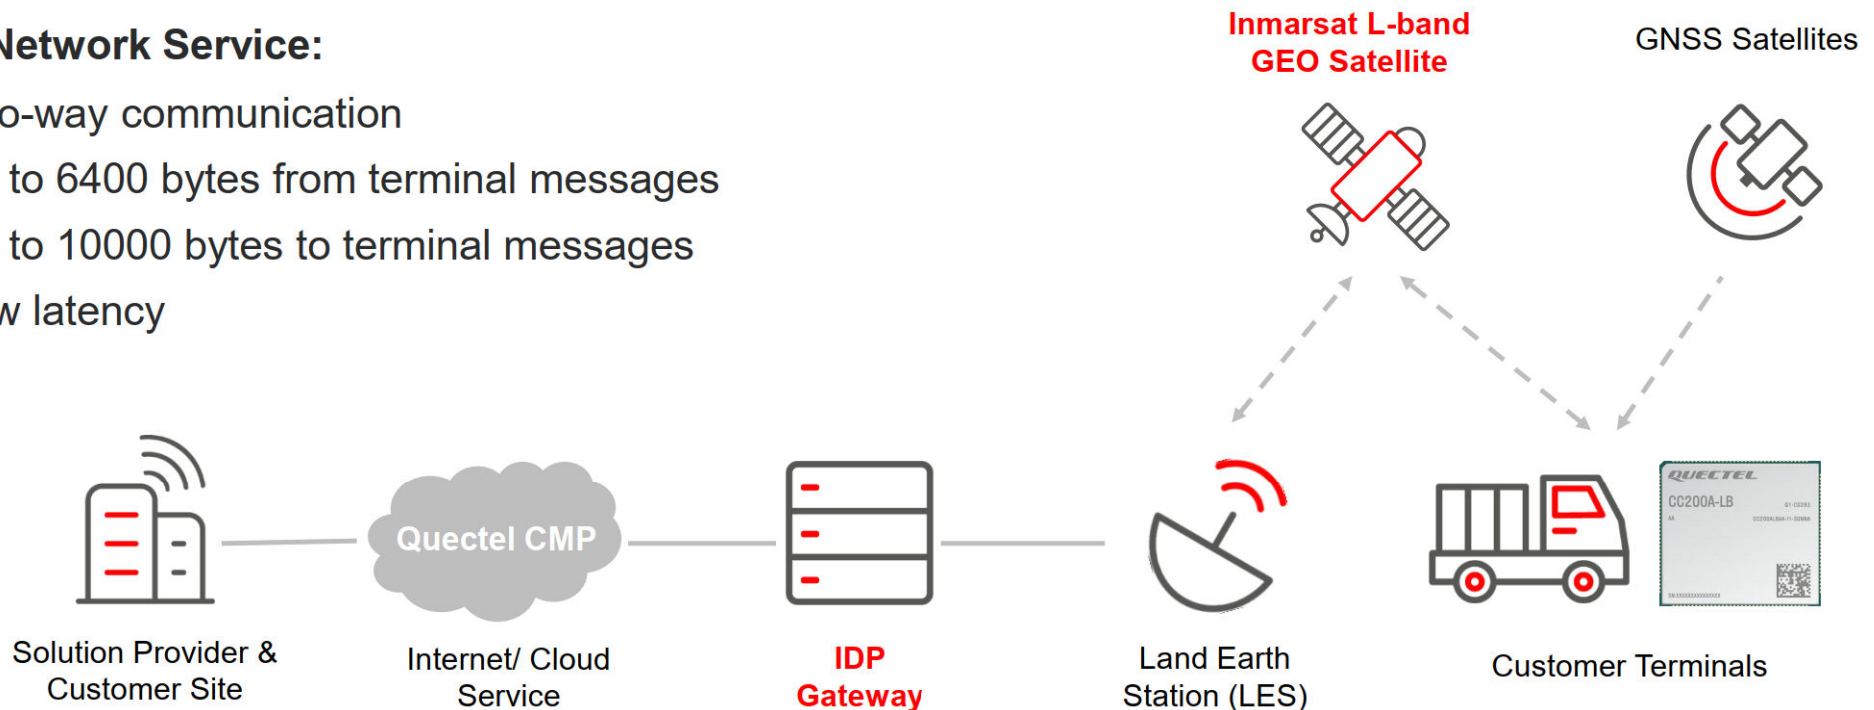 Network Service:
o-way communication
to 6400 bytes from terminal messages
to 10000 bytes to terminal messages
w latency
Inmarsat L-band
GEO Satellite
GNSS Satellites
Quectel CMP
QUECTEL
CC200A-LB
Solution Provider &
Customer Site
Internet/ Cloud
Service
IDP
Gateway
Land Earth
Station (LES)
Customer Terminals